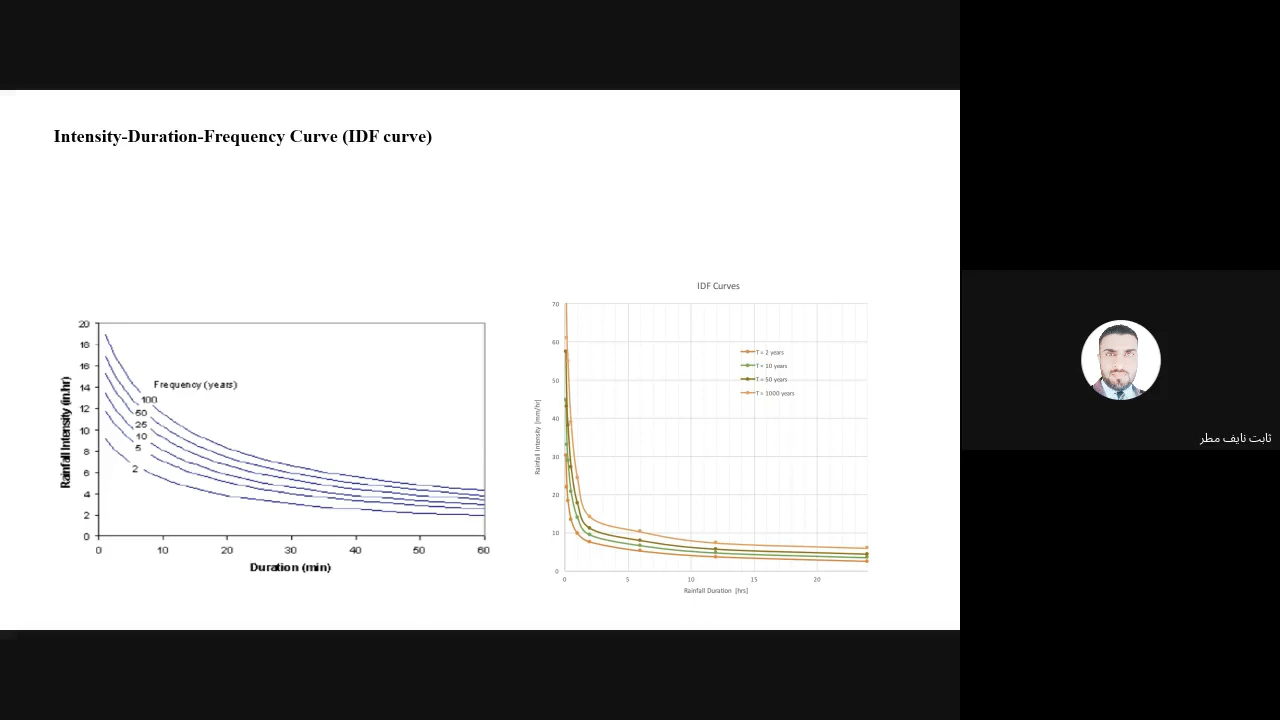 Intensity-Duration-Frequency Curve (IDF curve)
20
18
16
14
12
10
8
6
4
2
0
Rainfall Intensity (in/hr)
Frequency (years)
100
50
25
10
5
2
0 10 20 30 40 50 60
Duration (min)
IDF Curves
70
60
50
40
30
20
10
0
Rainfall Intensity [mm/hr]
T = 2 years
T = 10 years
T = 50 years
T = 1000 years
0 5 10 15 20
Rainfall Duration [hrs]
ثابت نايف مطر